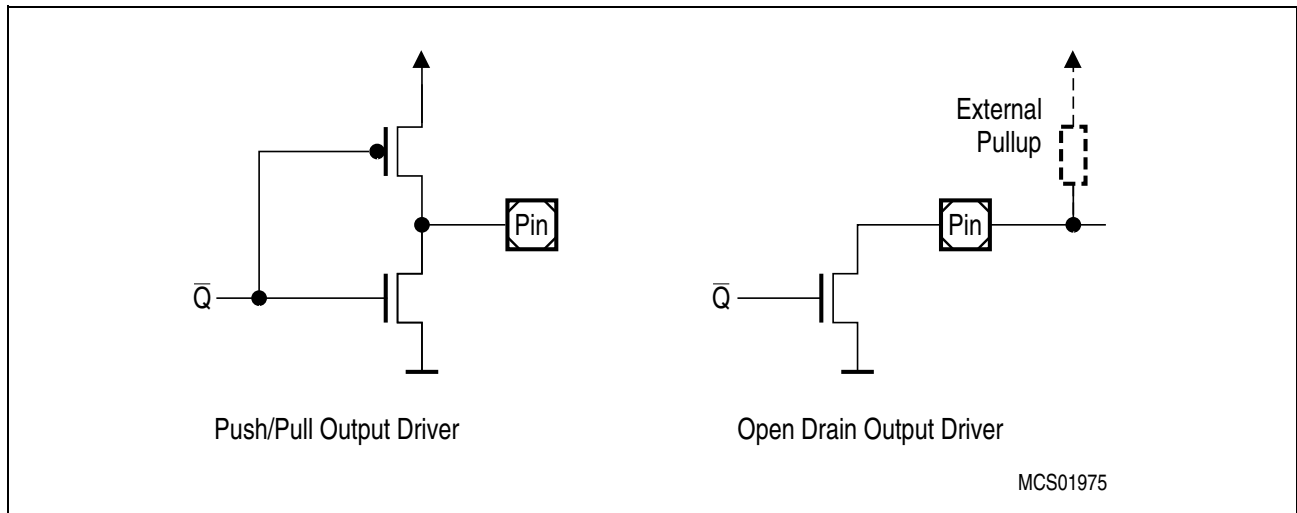 External
Pullup
Pin
Pin
Q̅
Q̅
Push/Pull Output Driver
Open Drain Output Driver
MCS01975